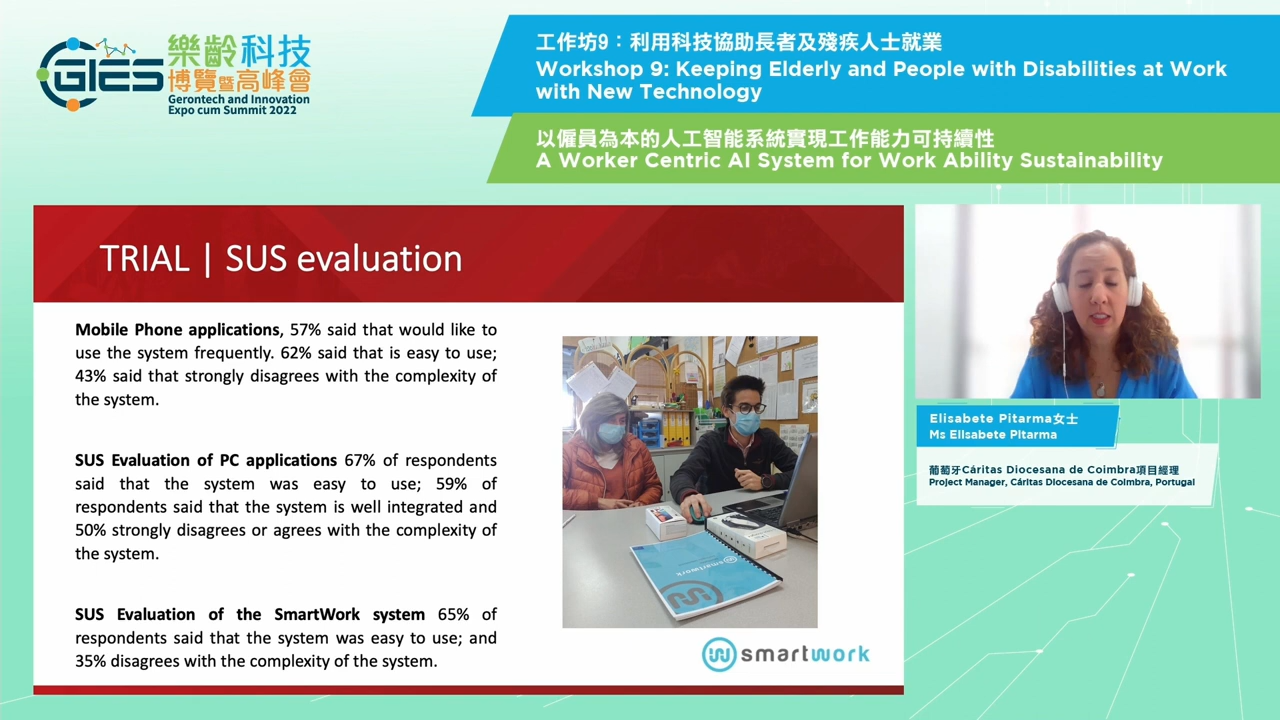 GIES
樂齡科技
博覽暨高峰會
Gerontech and Innovation
Expo cum Summit 2022
工作坊9：利用科技協助長者及殘疾人士就業
Workshop 9: Keeping Elderly and People with Disabilities at Work
with New Technology
以僱員為本的人工智能系統實現工作能力可持續性
A Worker Centric AI System for Work Ability Sustainability
TRIAL | SUS evaluation
Mobile Phone applications, 57% said that would like to
use the system frequently. 62% said that is easy to use;
43% said that strongly disagrees with the complexity of
the system.
SUS Evaluation of PC applications 67% of respondents
said that the system was easy to use; 59% of
respondents said that the system is well integrated and
50% strongly disagrees or agrees with the complexity of
the system.
SUS Evaluation of the SmartWork system 65% of
respondents said that the system was easy to use; and
35% disagrees with the complexity of the system.
smartwork
smartwork
Elisabete Pitarma女士
Ms Elisabete Pitarma
葡萄牙Cáritas Diocesana de Coimbra項目經理
Project Manager, Cáritas Diocesana de Coimbra, Portugal